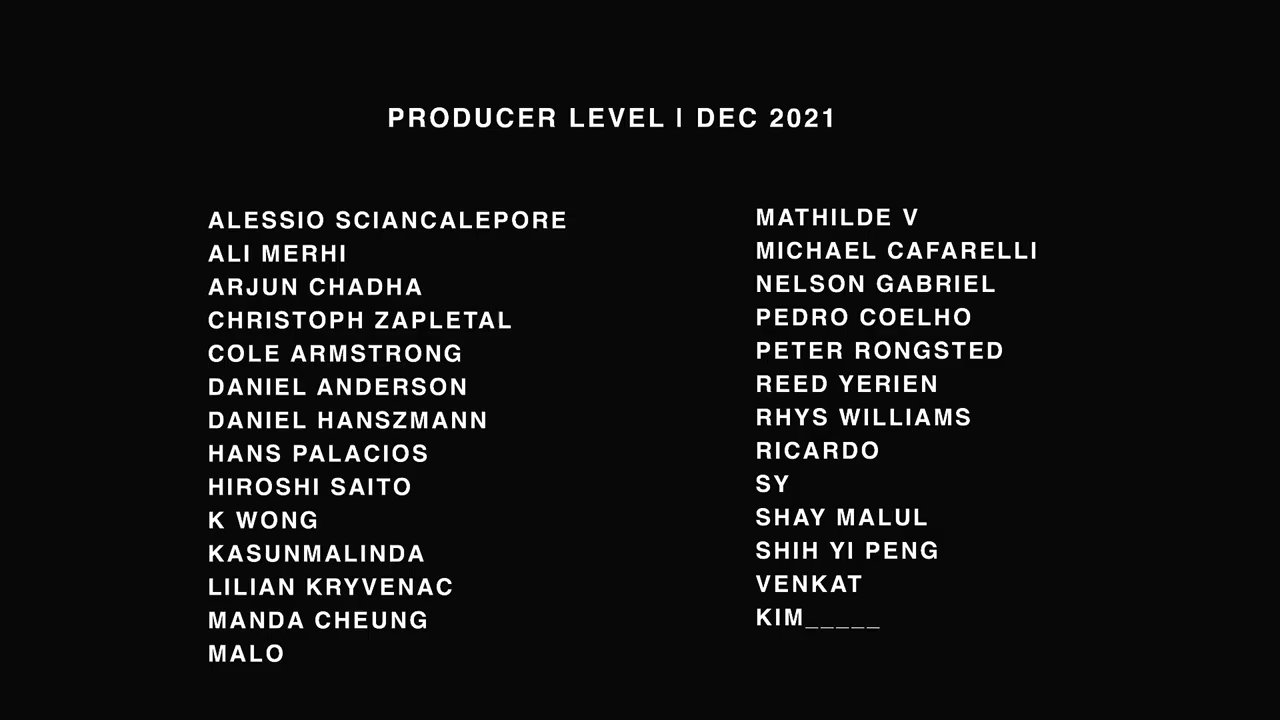 PRODUCER LEVEL | DEC 2021
ALESSIO SCIANCALEPORE
ALI MERHI
ARJUN CHADHA
CHRISTOPH ZAPLETAL
COLE ARMSTRONG
DANIEL ANDERSON
DANIEL HANSZMANN
HANS PALACIOS
HIROSHI SAITO
K WONG
KASUNMALINDA
LILIAN KRYVENAC
MANDA CHEUNG
MALO
MATHILDE V
MICHAEL CAFARELLI
NELSON GABRIEL
PEDRO COELHO
PETER RONGSTED
REED YERIEN
RHYS WILLIAMS
RICARDO
SY
SHAY MALUL
SHIH YI PENG
VENKAT
KIM_____